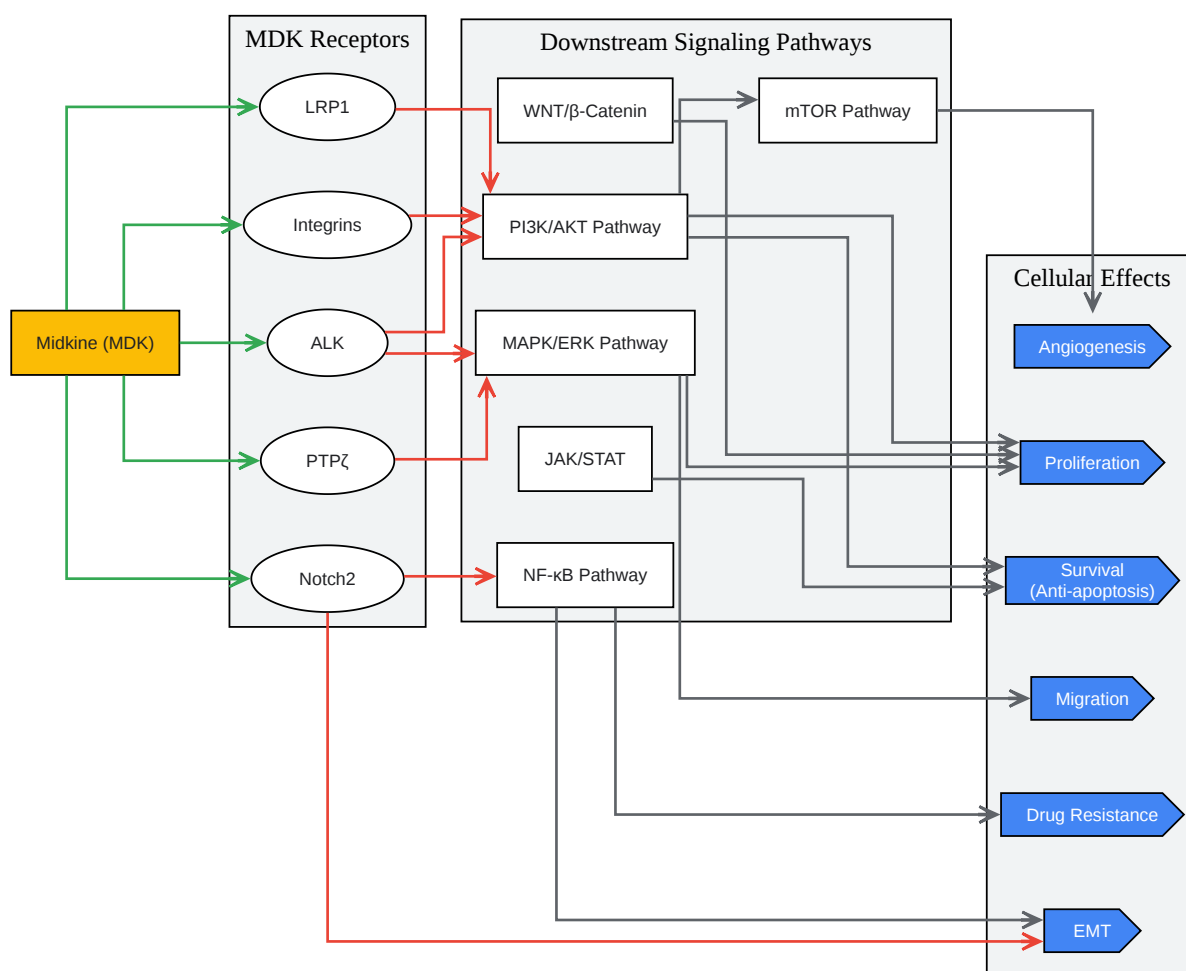 MDK Receptors
Downstream Signaling Pathways
LRP1
WNT/β-Catenin
mTOR Pathway
Integrins
PI3K/AKT Pathway
Cellular Effects
Midkine (MDK)
ALK
MAPK/ERK Pathway
Angiogenesis
PTPζ
JAK/STAT
Proliferation
Notch2
NF-κB Pathway
Survival
(Anti-apoptosis)
Migration
Drug Resistance
EMT